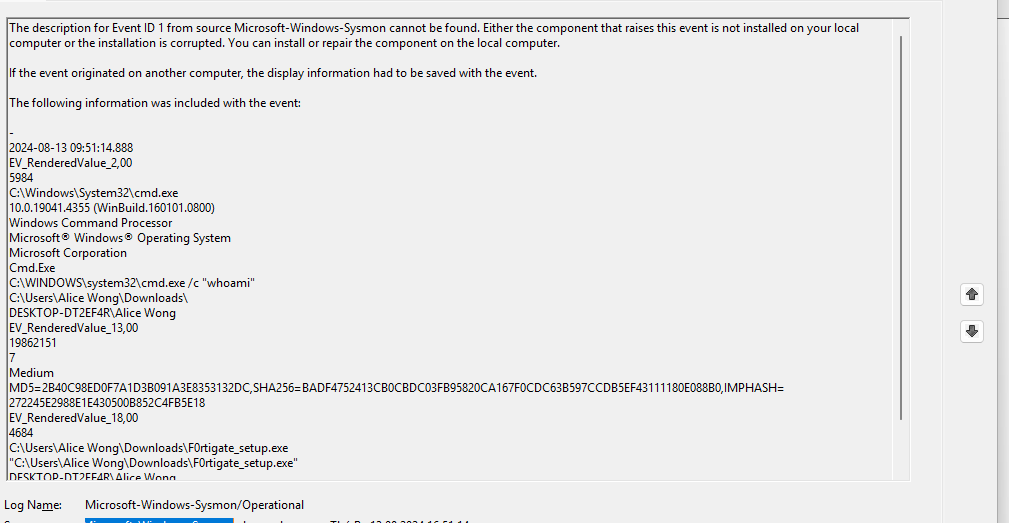 The description for Event ID 1 from source Microsoft-Windows-Sysmon cannot be found. Either the component that raises this event is not installed on your local
computer or the installation is corrupted. You can install or repair the component on the local computer.
If the event originated on another computer, the display information had to be saved with the event.
The following information was included with the event:
-
2024-08-13 09:51:14.888
EV_RenderedValue_2,00
5984
C:\Windows\System32\cmd.exe
10.0.19041.4355 (WinBuild.160101.0800)
Windows Command Processor
Microsoft® Windows® Operating System
Microsoft Corporation
Cmd.Exe
C:\WINDOWS\system32\cmd.exe /c "whoami"
C:\Users\Alice Wong\Downloads\
DESKTOP-DT2EF4R\Alice Wong
EV_RenderedValue_13,00
19862151
7
Medium
MD5=2B40C98ED0F7A1D3B091A3E8353132DC,SHA256=BADF4752413CB0CBDC03FB95820CA167F0CDC63B597CCDB5EF43111180E088B0,IMPHASH=
272245E2988E1E430500B852C4FB5E18
EV_RenderedValue_18,00
4684
C:\Users\Alice Wong\Downloads\F0rtigate_setup.exe
"C:\Users\Alice Wong\Downloads\F0rtigate_setup.exe"
DESKTOP-DT2EF4R\Alice Wong
Log Name: Microsoft-Windows-Sysmon/Operational